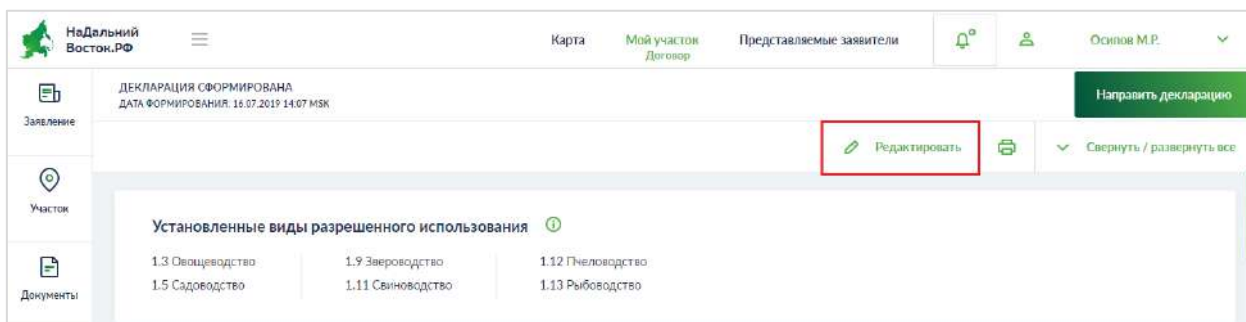 НаДальний
Восток.РФ
Карта
Мой участок
Договор
Представляемые заявители
Осипов М.Р.
Заявление
ДЕКЛАРАЦИЯ СФОРМИРОВАНА
ДАТА ФОРМИРОВАНИЯ: 16.07.2019 14:07 MSK
Направить декларацию
Редактировать
Свернуть / развернуть все
Участок
Установленные виды разрешенного использования
1.3 Овощеводство
1.9 Звероводство
1.12 Пчеловодство
1.5 Садоводство
1.11 Свиноводство
1.13 Рыбоводство
Документы